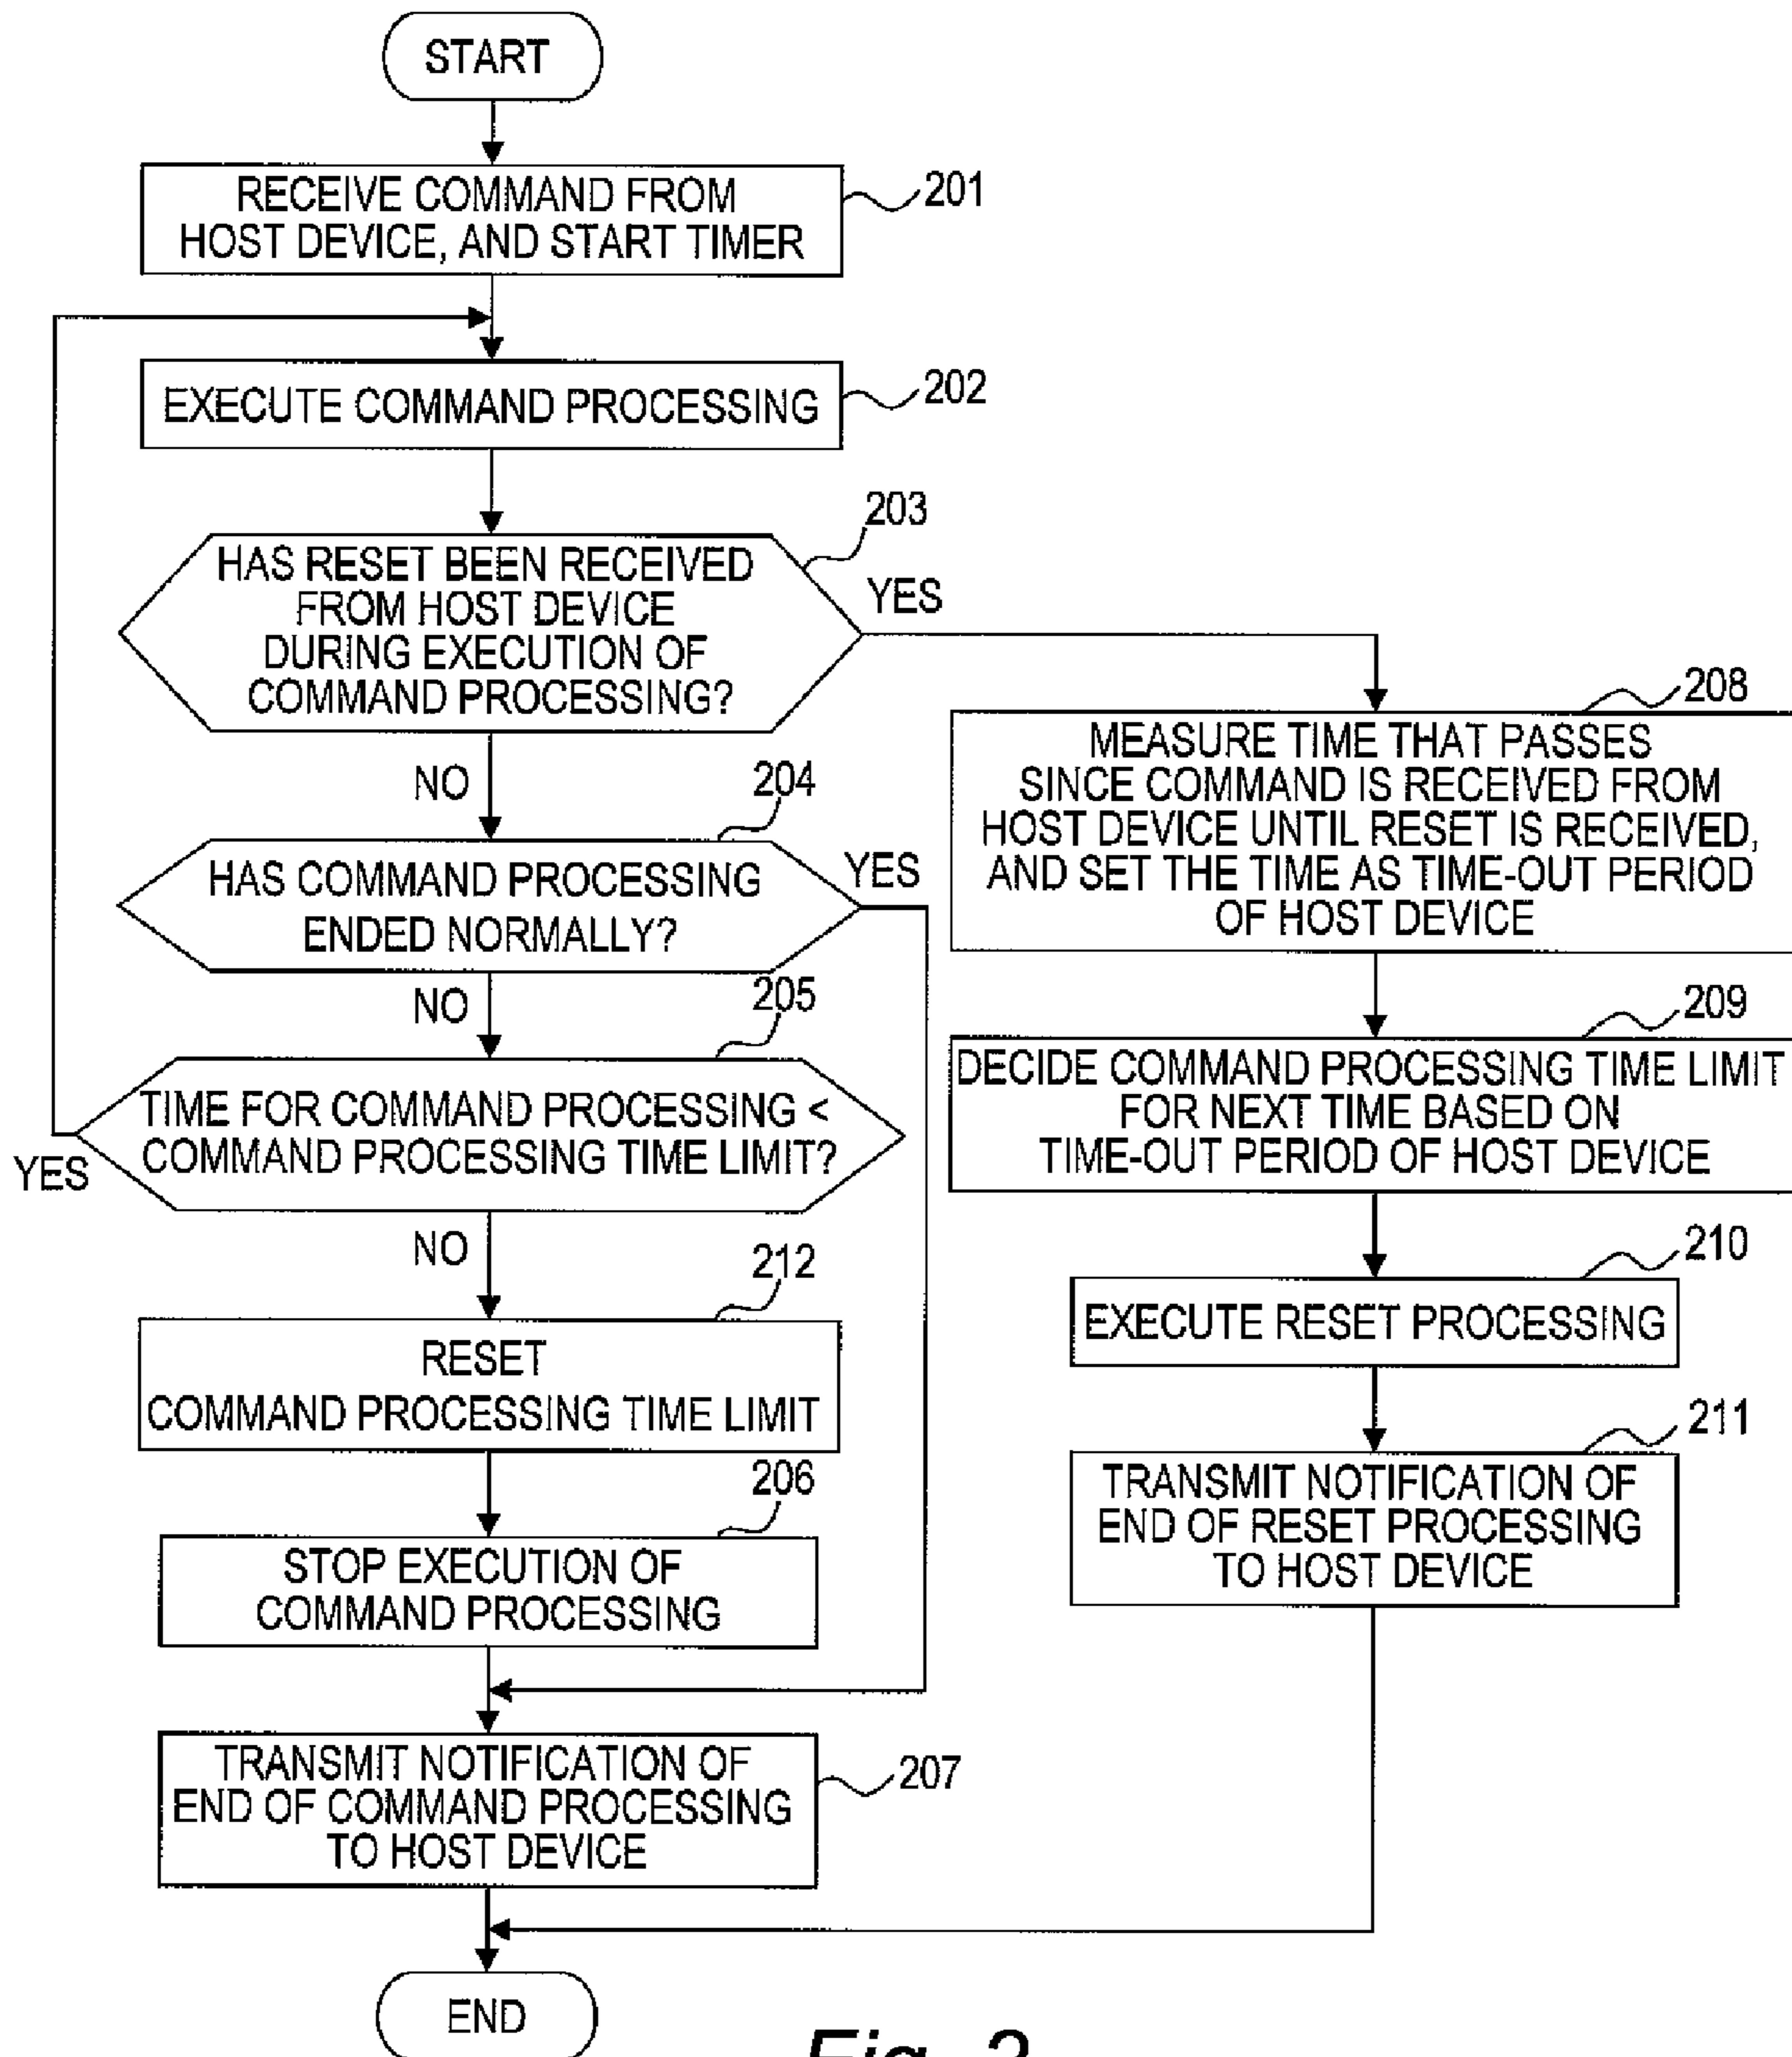 START
RECEIVE COMMAND FROM
HOST DEVICE, AND START TIMER
201
EXECUTE COMMAND PROCESSING
202
HAS RESET BEEN RECEIVED
FROM HOST DEVICE
DURING EXECUTION OF
COMMAND PROCESSING?
203
YES
NO
HAS COMMAND PROCESSING
ENDED NORMALLY?
204
YES
NO
TIME FOR COMMAND PROCESSING <
COMMAND PROCESSING TIME LIMIT?
205
YES
NO
RESET
COMMAND PROCESSING TIME LIMIT
212
STOP EXECUTION OF
COMMAND PROCESSING
206
TRANSMIT NOTIFICATION OF
END OF COMMAND PROCESSING
TO HOST DEVICE
207
MEASURE TIME THAT PASSES
SINCE COMMAND IS RECEIVED FROM
HOST DEVICE UNTIL RESET IS RECEIVED,
AND SET THE TIME AS TIME-OUT PERIOD
OF HOST DEVICE
208
DECIDE COMMAND PROCESSING TIME LIMIT
FOR NEXT TIME BASED ON
TIME-OUT PERIOD OF HOST DEVICE
209
EXECUTE RESET PROCESSING
210
TRANSMIT NOTIFICATION OF
END OF RESET PROCESSING
TO HOST DEVICE
211
END